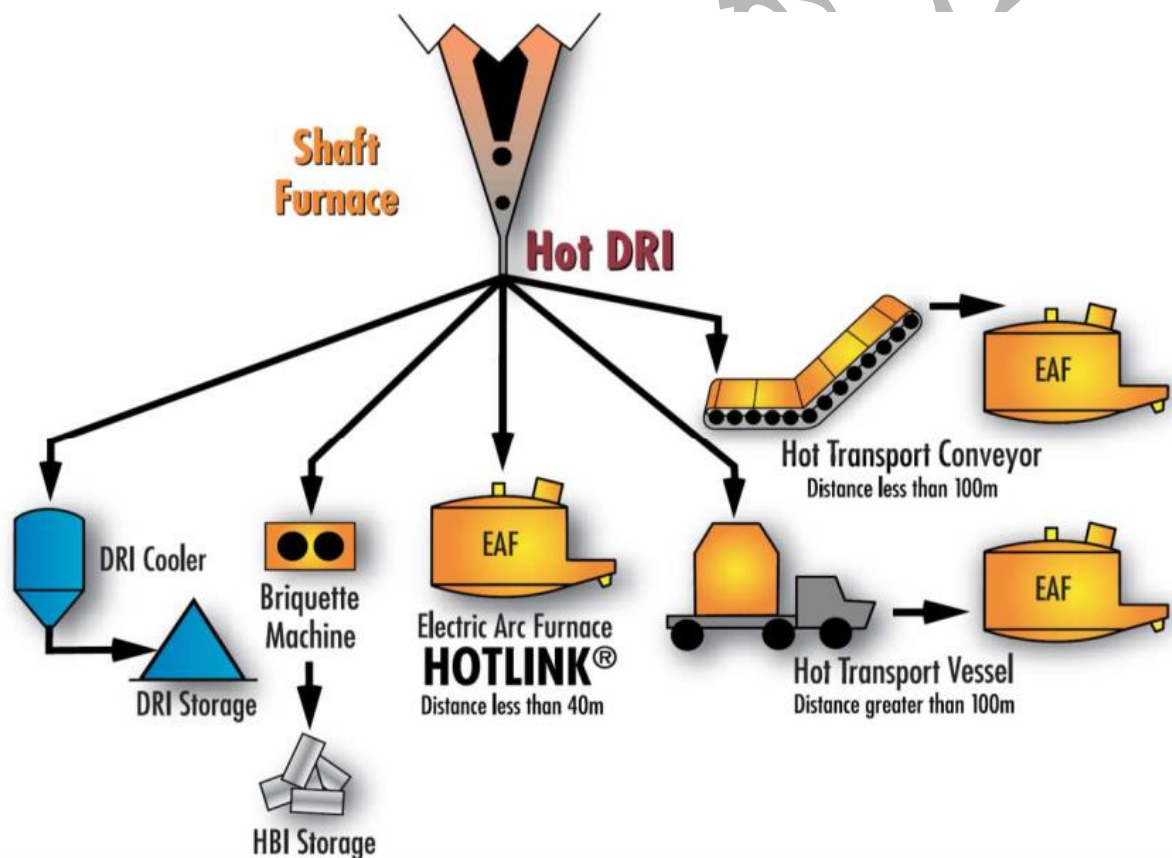 Shaft
Furnace
Hot DRI
EAF
Hot Transport Conveyor
Distance less than 100m
DRI Cooler
DRI Storage
Briquette
Machine
HBI Storage
EAF
Electric Arc Furnace
HOTLINK®
Distance less than 40m
EAF
Hot Transport Vessel
Distance greater than 100m